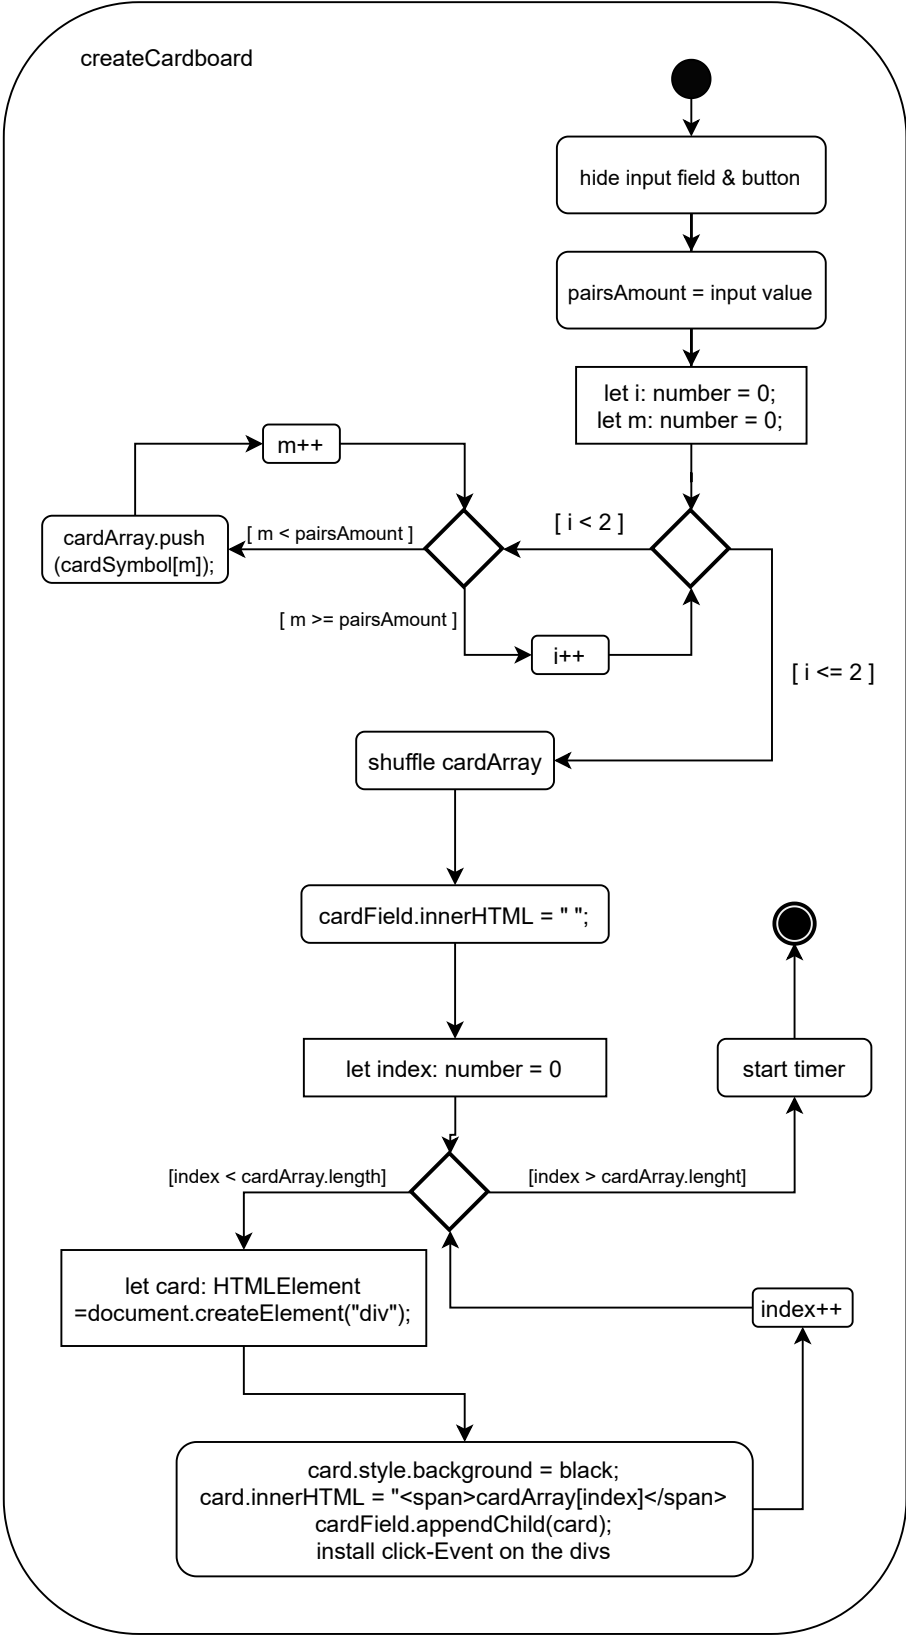 createCardboard
hide input field & button
pairsAmount = input value
let i: number = 0;
let m: number = 0;
m++
cardArray.push
(cardSymbol[m]);
[ m < pairsAmount ]
[ i < 2 ]
[ m >= pairsAmount ]
i++
[ i <= 2 ]
shuffle cardArray
cardField.innerHTML = " ";
let index: number = 0
start timer
[index < cardArray.length]
[index > cardArray.lenght]
let card: HTMLElement
=document.createElement("div");
index++
card.style.background = black;
card.innerHTML = "<span>cardArray[index]</span>
cardField.appendChild(card);
install click-Event on the divs